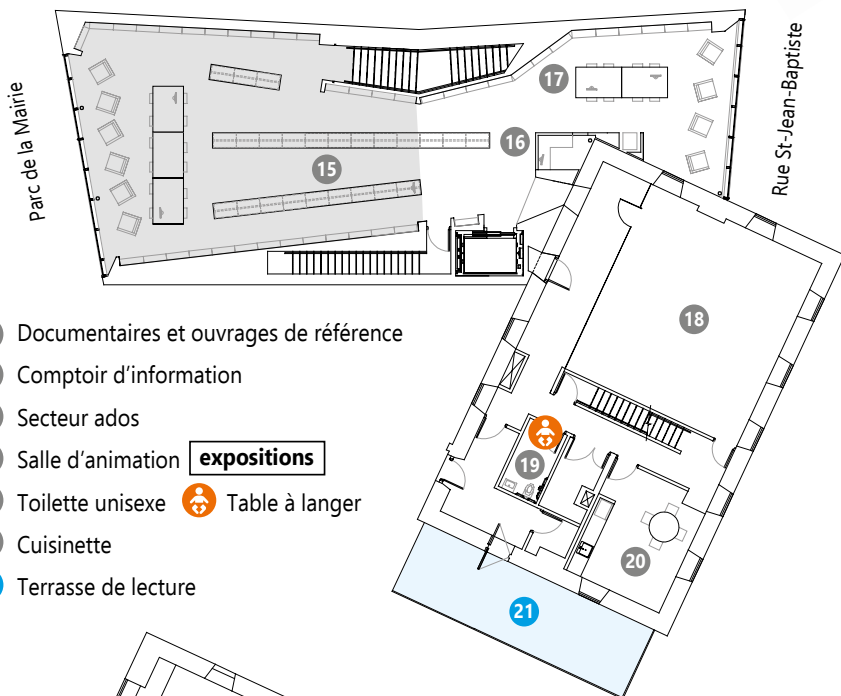 Parc de la Mairie
Rue St-Jean-Baptiste
17
16
15
18
19
20
21
Documentaires et ouvrages de référence
Comptoir d'information
Secteur ados
Salle d'animation expositions
Toilette unisexe Table à langer
Cuisinette
Terrasse de lecture